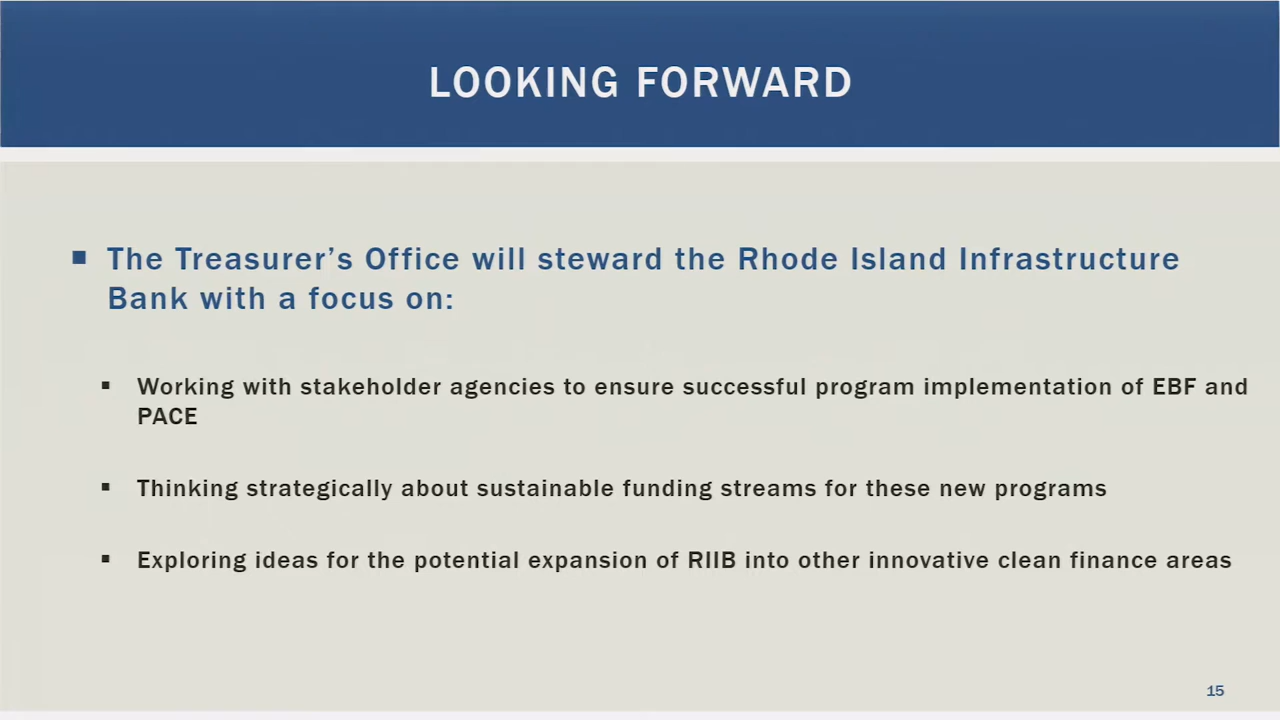 LOOKING FORWARD
▪ The Treasurer’s Office will steward the Rhode Island Infrastructure
Bank with a focus on:
▪ Working with stakeholder agencies to ensure successful program implementation of EBF and
PACE
▪ Thinking strategically about sustainable funding streams for these new programs
▪ Exploring ideas for the potential expansion of RIIB into other innovative clean finance areas
15